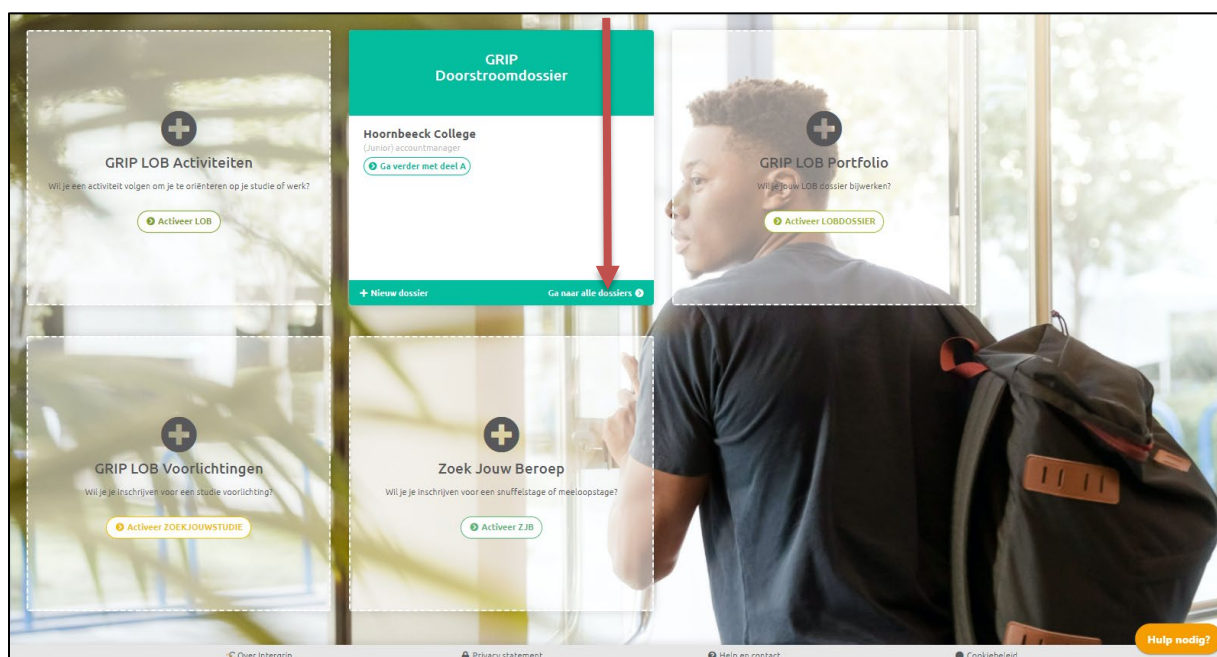 GRIP LOB Activiteiten
Wil je een activiteit volgen om je te oriënteren op je studie of werk?
Activeer LOB
GRIP
Doorstroomdossier
Hoornbeeck College
(Junior) accountmanager
Ga verder met deel A
+ Nieuw dossier
Ga naar alle dossiers
GRIP LOB Portfolio
Wil je jouw LOB dossier bijwerken?
Activeer LOBDOSSIER
GRIP LOB Voorlichtingen
Wil je je inschrijven voor een studie voorlichting?
Activeer ZOEKJOUWSTUDIE
Zoek Jouw Beroep
Wil je je inschrijven voor een snuffelstage of meeloopstage?
Activeer ZJB
Hulp nodig?
Over Intergrip
Privacy statement
Help en contact
Cookiebeleid